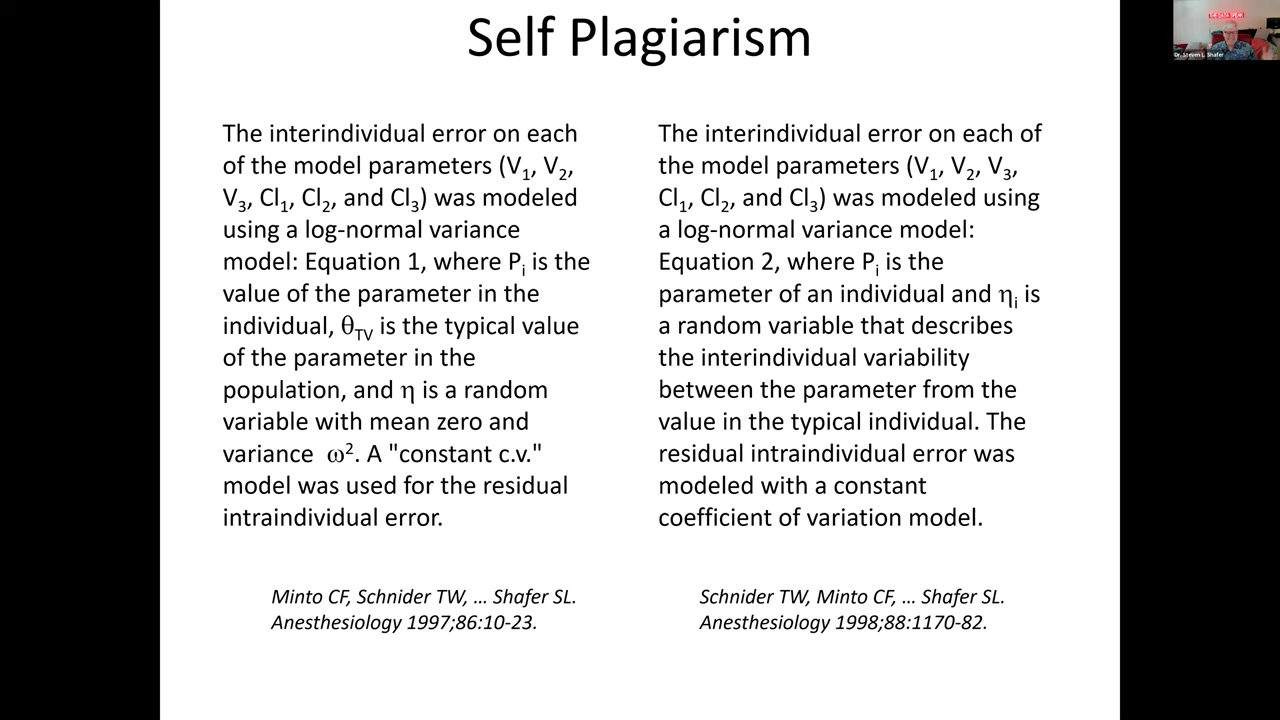 Self Plagiarism
The interindividual error on each
of the model parameters (V₁, V₂,
V₃, Cl₁, Cl₂, and Cl₃) was modeled
using a log-normal variance
model: Equation 1, where Pᵢ is the
value of the parameter in the
individual, θTV is the typical value
of the parameter in the
population, and η is a random
variable with mean zero and
variance ω². A "constant c.v."
model was used for the residual
intraindividual error.
Minto CF, Schnider TW, … Shafer SL.
Anesthesiology 1997;86:10-23.
The interindividual error on each of
the model parameters (V₁, V₂, V₃,
Cl₁, Cl₂, and Cl₃) was modeled using
a log-normal variance model:
Equation 2, where Pᵢ is the
parameter of an individual and ηᵢ is
a random variable that describes
the interindividual variability
between the parameter from the
value in the typical individual. The
residual intraindividual error was
modeled with a constant
coefficient of variation model.
Schnider TW, Minto CF, … Shafer SL.
Anesthesiology 1998;88:1170-82.
Dr. Steven L. Shafer